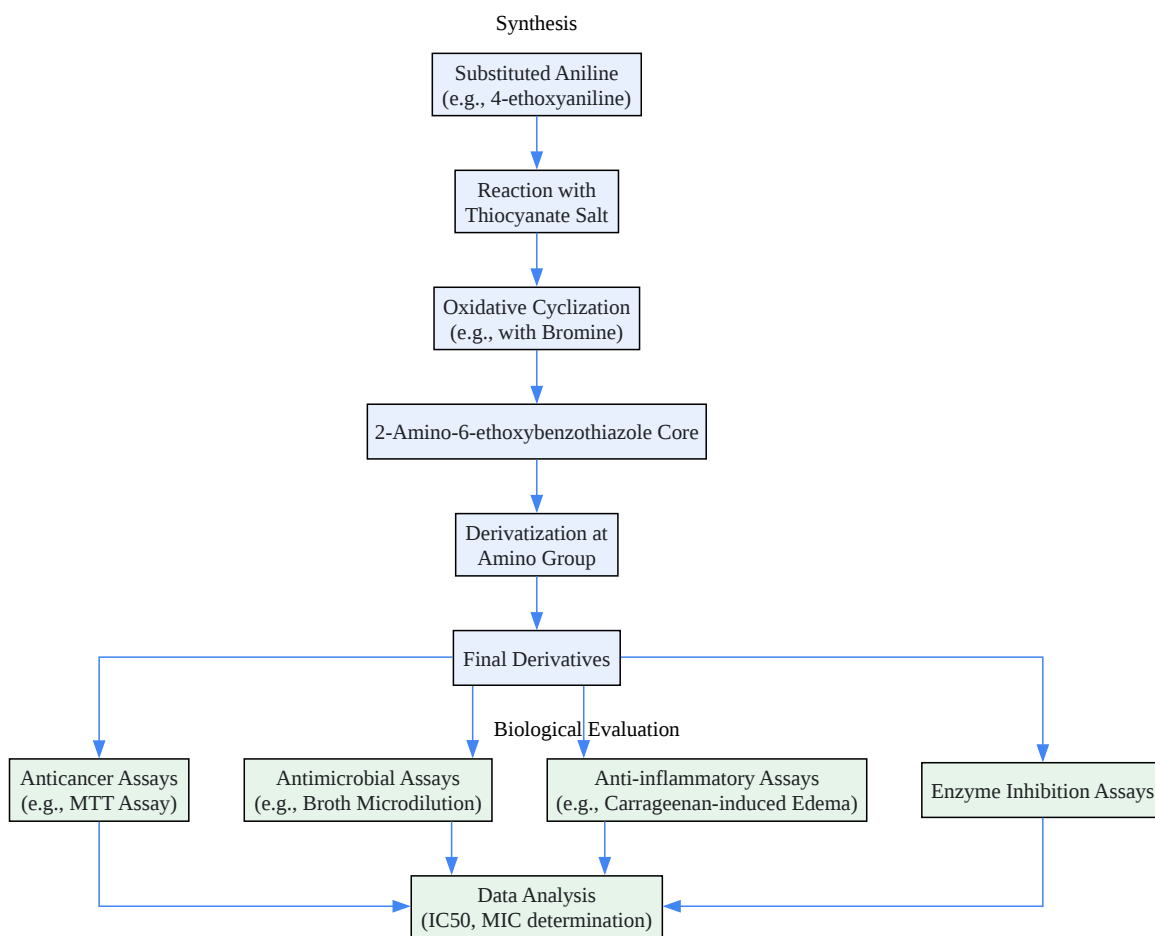 Synthesis
Substituted Aniline
(e.g., 4-ethoxyaniline)
Reaction with
Thiocyanate Salt
Oxidative Cyclization
(e.g., with Bromine)
2-Amino-6-ethoxybenzothiazole Core
Derivatization at
Amino Group
Final Derivatives
Biological Evaluation
Anticancer Assays
(e.g., MTT Assay)
Antimicrobial Assays
(e.g., Broth Microdilution)
Anti-inflammatory Assays
(e.g., Carrageenan-induced Edema)
Enzyme Inhibition Assays
Data Analysis
(IC50, MIC determination)